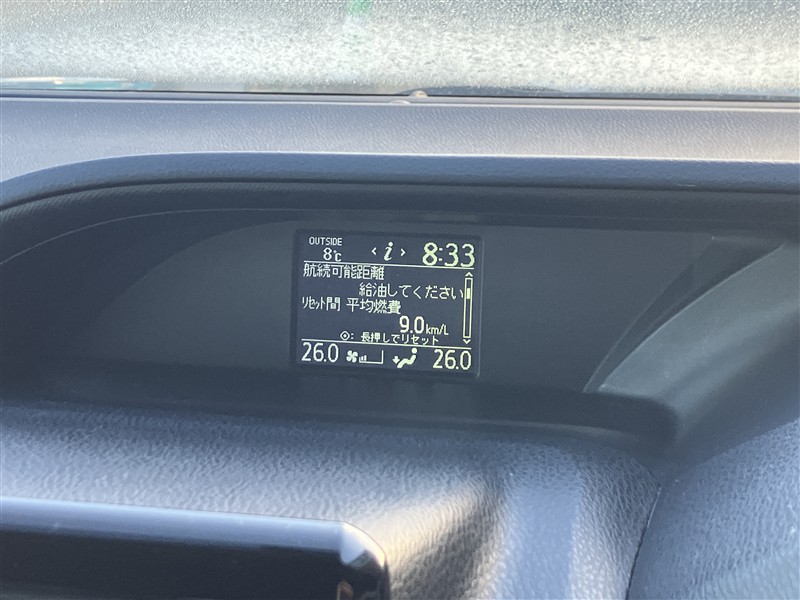 OUTSIDE
8℃ < i > 8:33
航続可能距離
給油してください
ﾘｾｯﾄ間 平均燃費
9.0km/L
◎: 長押しでリセット
26.0 26.0